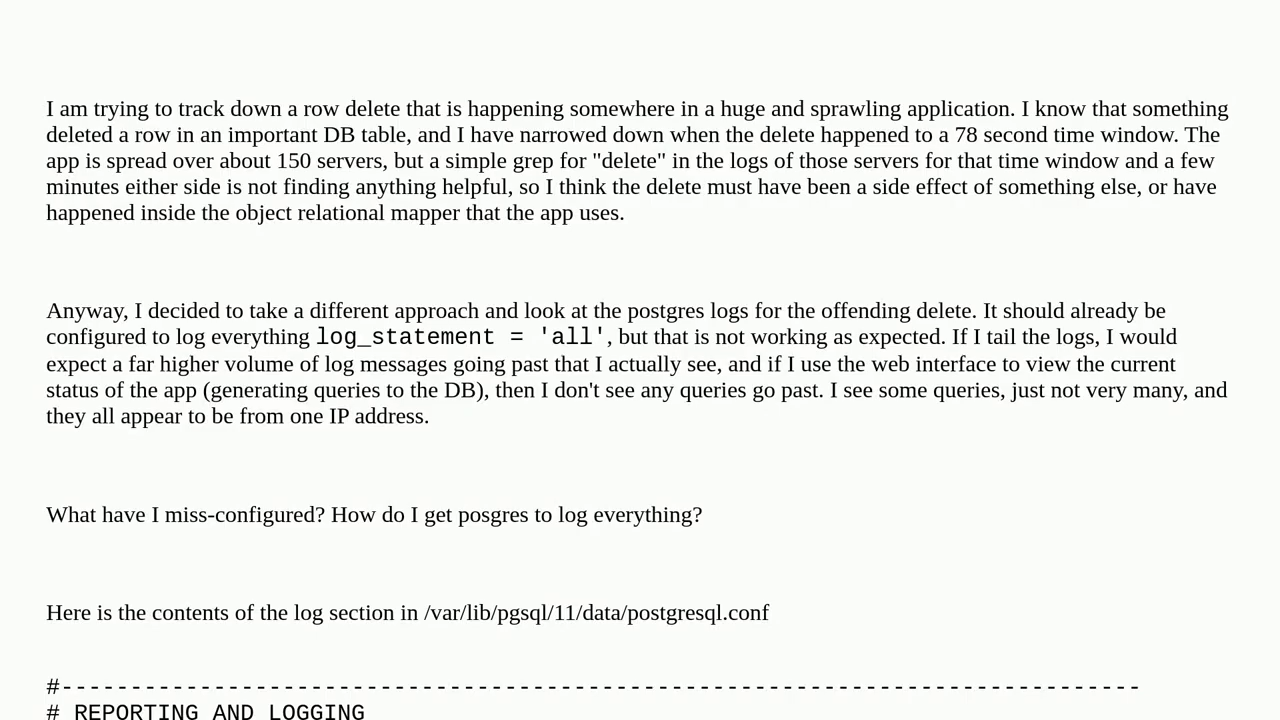 I am trying to track down a row delete that is happening somewhere in a huge and sprawling application. I know that something
deleted a row in an important DB table, and I have narrowed down when the delete happened to a 78 second time window. The
app is spread over about 150 servers, but a simple grep for "delete" in the logs of those servers for that time window and a few
minutes either side is not finding anything helpful, so I think the delete must have been a side effect of something else, or have
happened inside the object relational mapper that the app uses.
Anyway, I decided to take a different approach and look at the postgres logs for the offending delete. It should already be
configured to log everything log_statement = 'all', but that is not working as expected. If I tail the logs, I would
expect a far higher volume of log messages going past that I actually see, and if I use the web interface to view the current
status of the app (generating queries to the DB), then I don't see any queries go past. I see some queries, just not very many, and
they all appear to be from one IP address.
What have I miss-configured? How do I get posgres to log everything?
Here is the contents of the log section in /var/lib/pgsql/11/data/postgresql.conf
#------------------------------------------------------------------------------
# REPORTING AND LOGGING